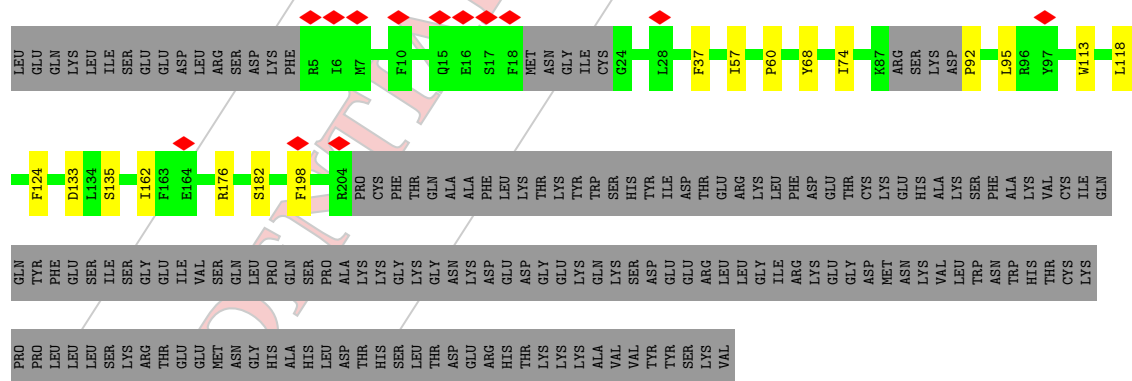 LEU GLU GLN LYS LEU ILE SER GLU GLU ASP LEU ARG SER ASP LYS PHE R5 I6 M7 F10 Q15 E16 S17 F18 MET ASN GLY ILE CYS G24 L28 F37 I57 P60 Y68 I74 K87 ARG SER LYS ASP P92 L95 R96 Y97 W113 L118
F124 D133 L134 S135 I162 F163 E164 R176 S182 F198 R204 PRO CYS PHE THR GLN ALA ALA PHE LEU LYS THR LYS TYR TRP SER HIS TYR ILE ASP THR GLU ARG LYS LEU PHE ASP GLU THR CYS LYS GLU HIS ALA LYS SER PHE ALA LYS VAL CYS ILE GLN
GLN TYR PHE GLU SER ILE SER GLY GLU ILE VAL SER GLN LEU PRO GLN SER PRO ALA LYS LYS GLY LYS GLY ASN LYS ASP GLU ASP GLY GLU LYS GLN LYS SER ASP GLU GLU ARG LEU LEU GLY ILE ARG LYS GLU GLY ASP MET ASN LYS VAL LEU TRP ASN TRP HIS THR CYS LYS
PRO PRO LEU LEU LEU SER LYS ARG THR GLU GLU MET ASN GLY HIS ALA HIS LEU ASP THR HIS SER LEU THR ASP GLU ARG HIS THR LYS LYS LYS ALA VAL VAL TYR TYR SER LYS VAL